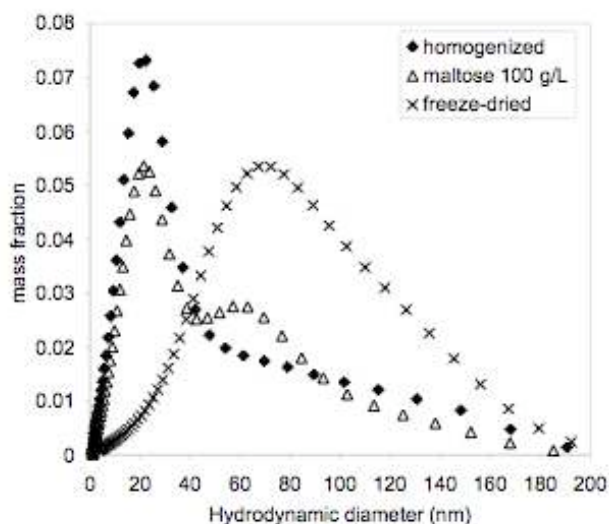 0.08
0.07
0.06
0.05
0.04
0.03
0.02
0.01
0
mass fraction
homogenized
maltose 100 g/L
freeze-dried
0 20 40 60 80 100 120 140 160 180 200
Hydrodynamic diameter (nm)